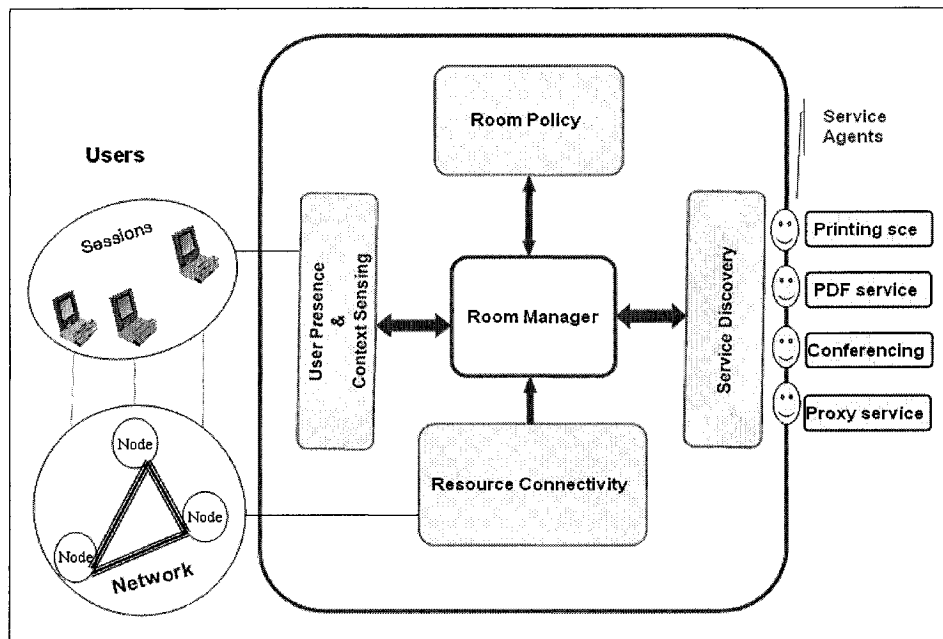 Room Policy
Service
Agents
Users
Sessions
User Presence
&
Context Sensing
Room Manager
Service Discovery
Printing sce
PDF service
Conferencing
Proxy service
Resource Connectivity
Node
Node
Node
Network